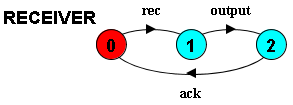 rec output
RECEIVER
0 1 2
ack